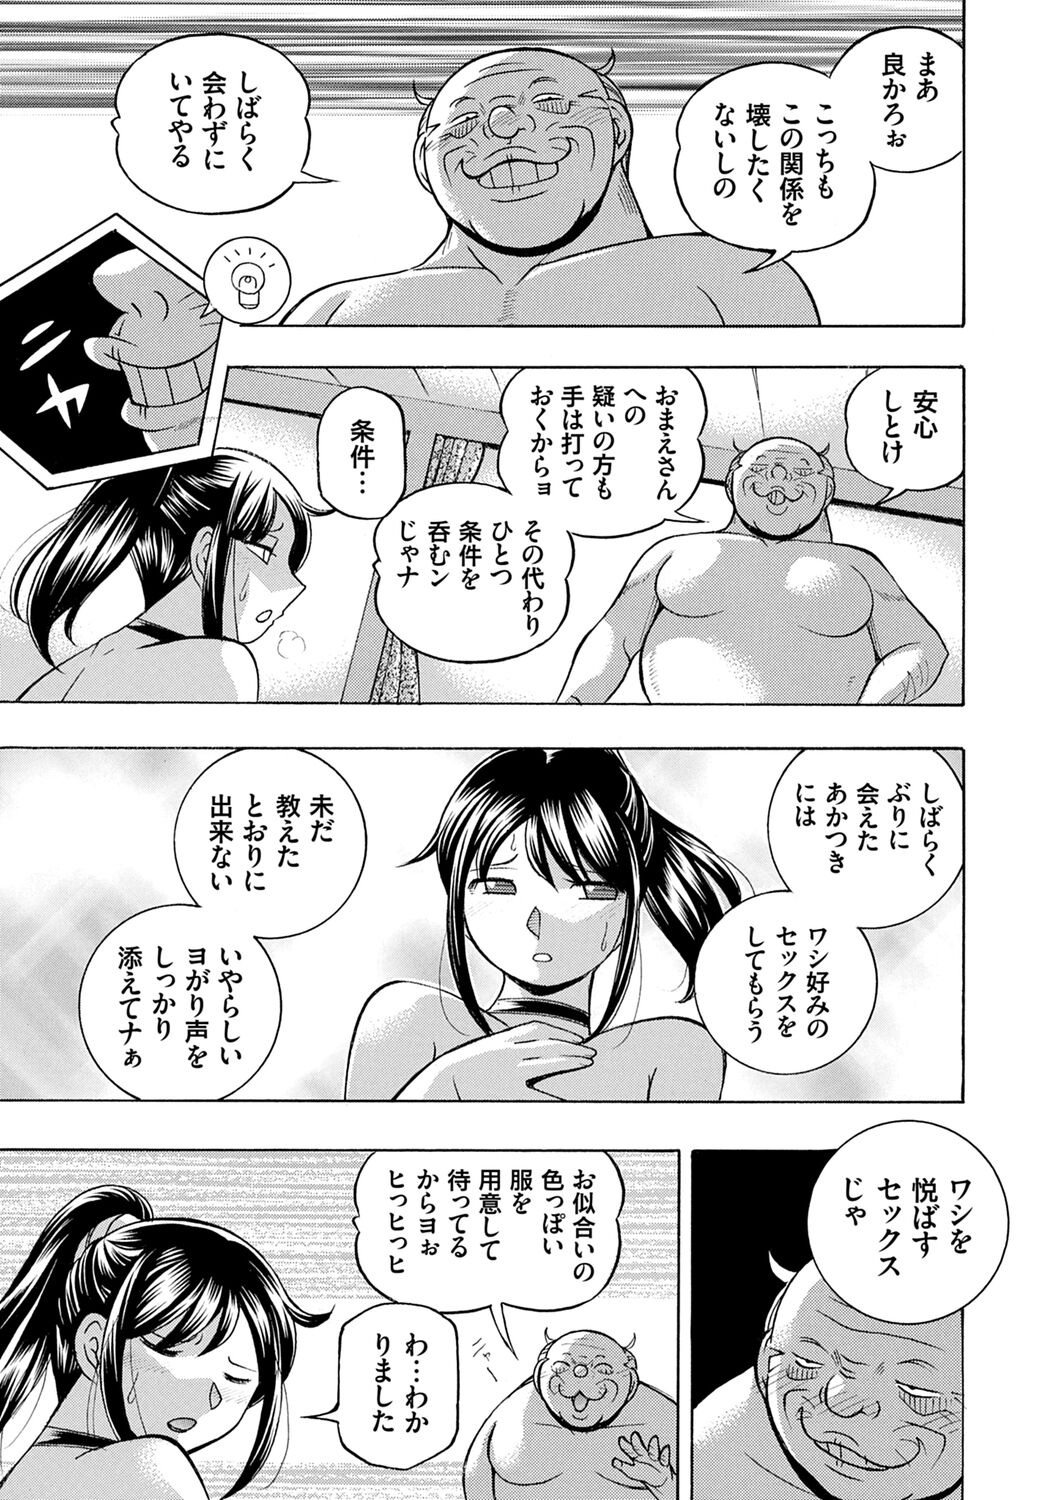 まあ
良かろぉ
こっちも
この関係を
壊したく
ないしの
しばらく
会わずに
いてやる
ニヤ
安心
しとけ
おまえさん
への
疑いの方も
手は打って
おくからヨ
その代わり
ひとつ
条件を
呑むン
じゃナ
条件…
しばらく
ぶりに
会えた
あかつき
には
ワシ好みの
セックスを
してもらう
未だ
教えた
とおりに
出来ない
いやらしい
ヨがり声を
しっかり
添えてナぁ
ワシを
悦ばす
セックス
じゃ
お似合いの
色っぽい
服を
用意して
待ってる
からヨぉ
ヒっヒっヒ
わ…わか
りました